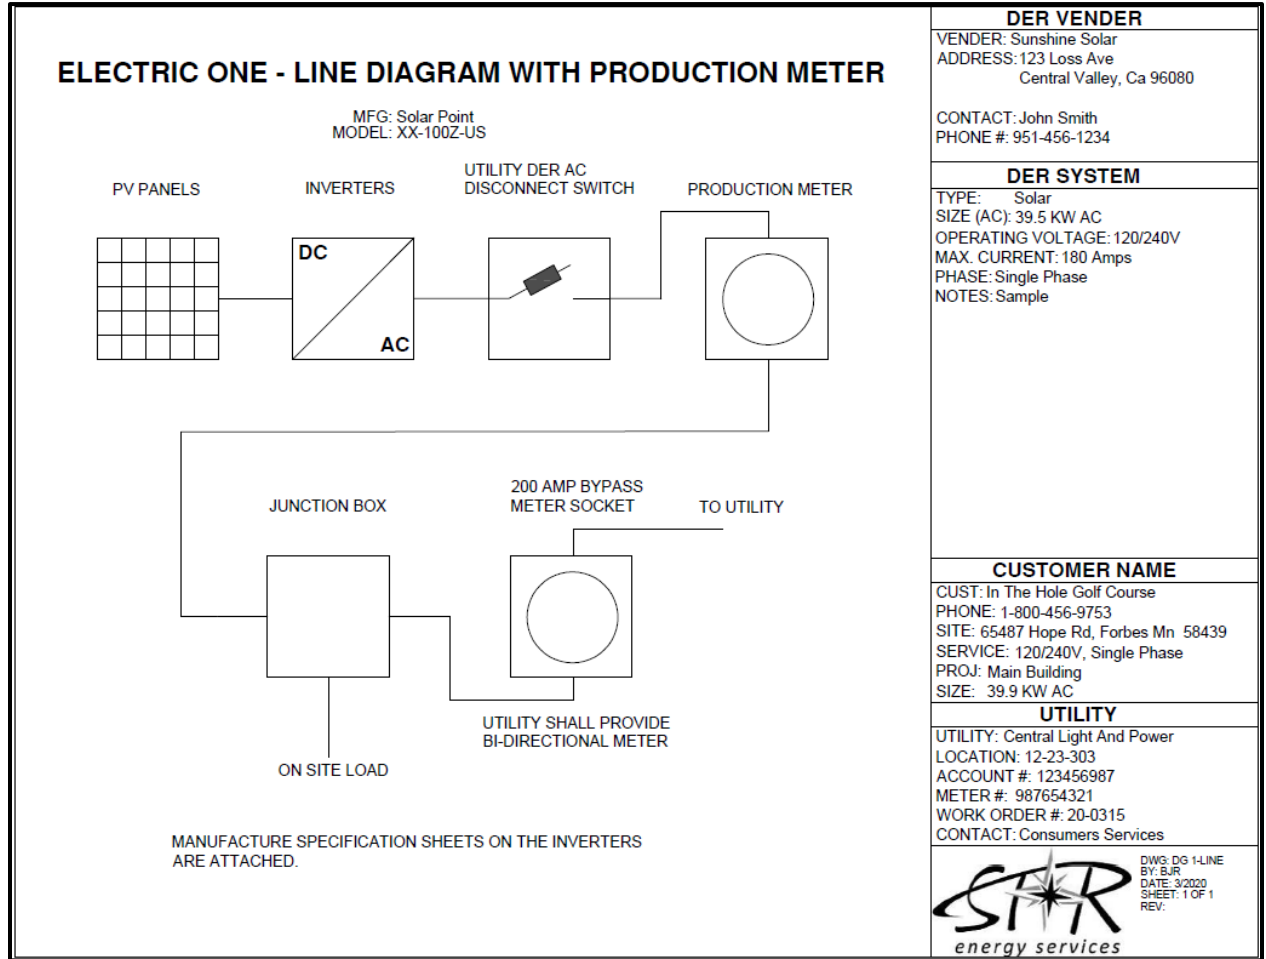 ELECTRIC ONE - LINE DIAGRAM WITH PRODUCTION METER
MFG: Solar Point
MODEL: XX-100Z-US
PV PANELS
INVERTERS
UTILITY DER AC
DISCONNECT SWITCH
PRODUCTION METER
DC
AC
JUNCTION BOX
200 AMP BYPASS
METER SOCKET
TO UTILITY
UTILITY SHALL PROVIDE
BI-DIRECTIONAL METER
ON SITE LOAD
MANUFACTURE SPECIFICATION SHEETS ON THE INVERTERS
ARE ATTACHED.
DER VENDER
VENDER: Sunshine Solar
ADDRESS: 123 Loss Ave
Central Valley, Ca 96080
CONTACT: John Smith
PHONE #: 951-456-1234
DER SYSTEM
TYPE: Solar
SIZE (AC): 39.5 KW AC
OPERATING VOLTAGE: 120/240V
MAX. CURRENT: 180 Amps
PHASE: Single Phase
NOTES: Sample
CUSTOMER NAME
CUST: In The Hole Golf Course
PHONE: 1-800-456-9753
SITE: 65487 Hope Rd, Forbes Mn 58439
SERVICE: 120/240V, Single Phase
PROJ: Main Building
SIZE: 39.9 KW AC
UTILITY
UTILITY: Central Light And Power
LOCATION: 12-23-303
ACCOUNT #: 123456987
METER #: 987654321
WORK ORDER #: 20-0315
CONTACT: Consumers Services
STAR
energy services
DWG: DG 1-LINE
BY: BJR
DATE: 3/2020
SHEET: 1 OF 1
REV: